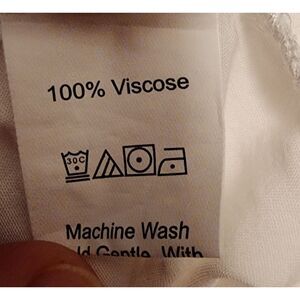 100% Viscose
30C
Machine Wash
Gentle, With